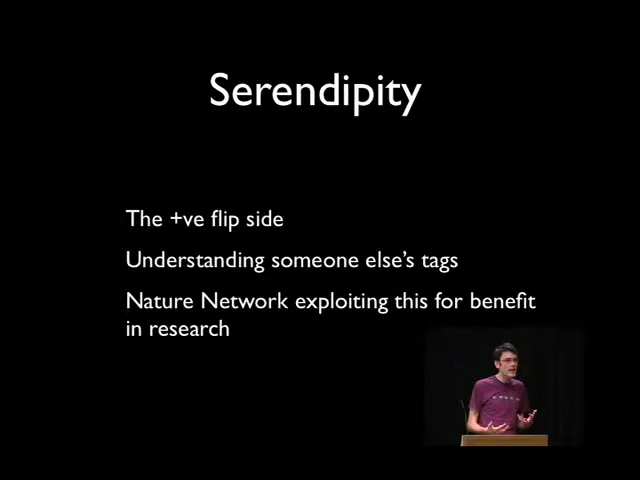 Serendipity
The +ve flip side
Understanding someone else's tags
Nature Network exploiting this for benefit
in research